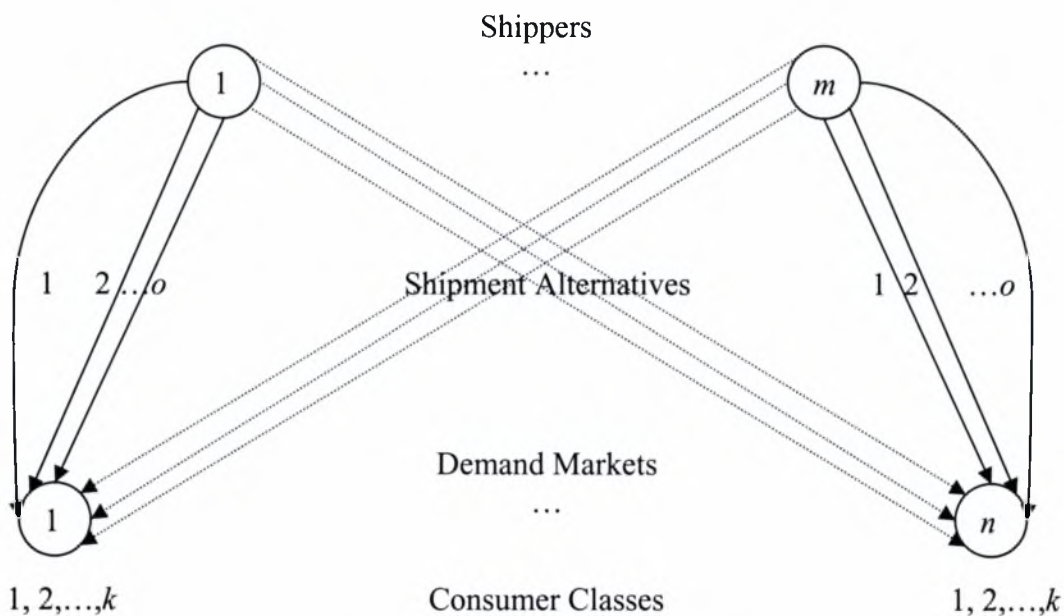 Shippers
1 … m
1 2 …o Shipment Alternatives 1 2 …o
Demand Markets
1 … n
1, 2,…,k Consumer Classes 1, 2,…,k